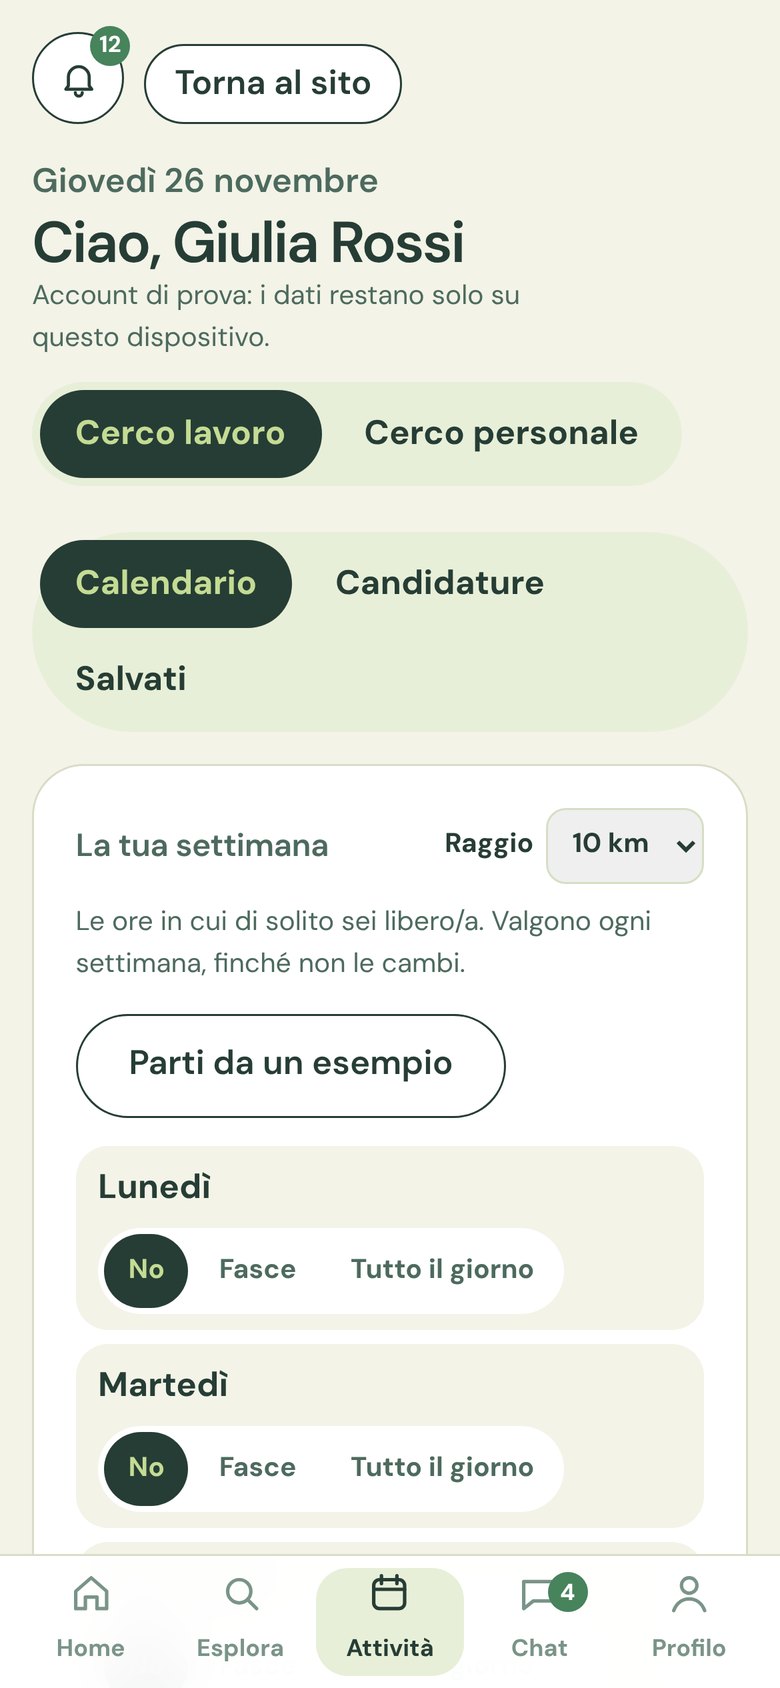 12
Torna al sito
Giovedì 26 novembre
Ciao, Giulia Rossi
Account di prova: i dati restano solo su
questo dispositivo.
Cerco lavoro
Cerco personale
Calendario
Candidature
Salvati
La tua settimana
Raggio
10 km
Le ore in cui di solito sei libero/a. Valgono ogni
settimana, finché non le cambi.
Parti da un esempio
Lunedì
No
Fasce
Tutto il giorno
Martedì
No
Fasce
Tutto il giorno
4
Home
Esplora
Attività
Chat
Profilo